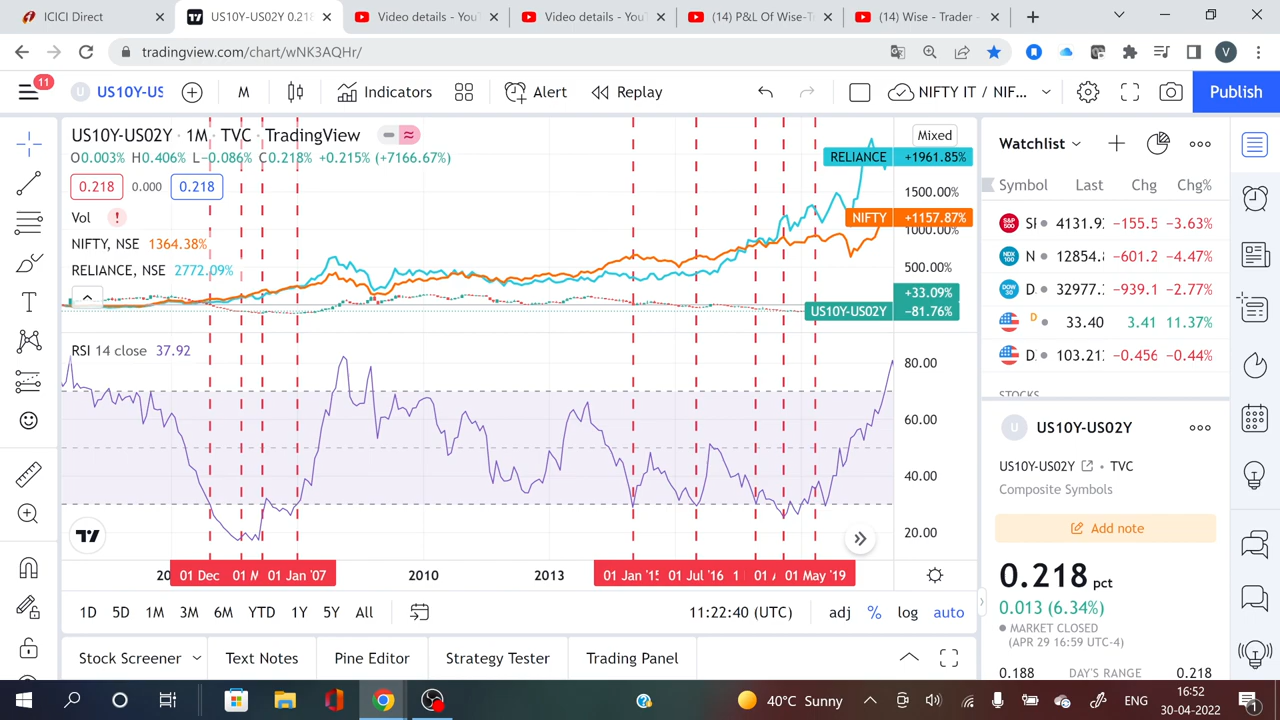 ICICI Direct
US10Y-US02Y 0.218
Video details - You
Video details - You
(14) P&L Of Wise-T
(14) Wise - Trader -
tradingview.com/chart/wNK3AQHr/
11
US10Y-US
M
Indicators
Alert
Replay
NIFTY IT / NIF...
Publish
US10Y-US02Y · 1M · TVC · TradingView
O0.003% H0.406% L−0.086% C0.218% +0.215% (+7166.67%)
0.218 0.000 0.218
Vol
NIFTY, NSE 1364.38%
RELIANCE, NSE 2772.09%
Mixed
RELIANCE +1961.85%
1500.00%
NIFTY +1157.87%
1000.00%
500.00%
+33.09%
US10Y-US02Y −81.76%
RSI 14 close 37.92
80.00
60.00
40.00
20.00
01 Dec
01 Jan '07
2010
2013
01 Jan '15
01 Jul '16
01 May '19
1D 5D 1M 3M 6M YTD 1Y 5Y All
11:22:40 (UTC)
adj % log auto
Stock Screener
Text Notes
Pine Editor
Strategy Tester
Trading Panel
Watchlist
Symbol Last Chg Chg%
4131.9 −155.5 −3.63%
N 12854. −601.2 −4.47%
D 32977. −939.1 −2.77%
D 33.40 3.41 11.37%
D. 103.21 −0.456 −0.44%
STOCKS
U US10Y-US02Y
US10Y-US02Y • TVC
Composite Symbols
Add note
0.218 pct
0.013 (6.34%)
MARKET CLOSED
(APR 29 16:59 UTC-4)
0.188 DAY'S RANGE 0.218
40°C Sunny
ENG
16:52
30-04-2022
1